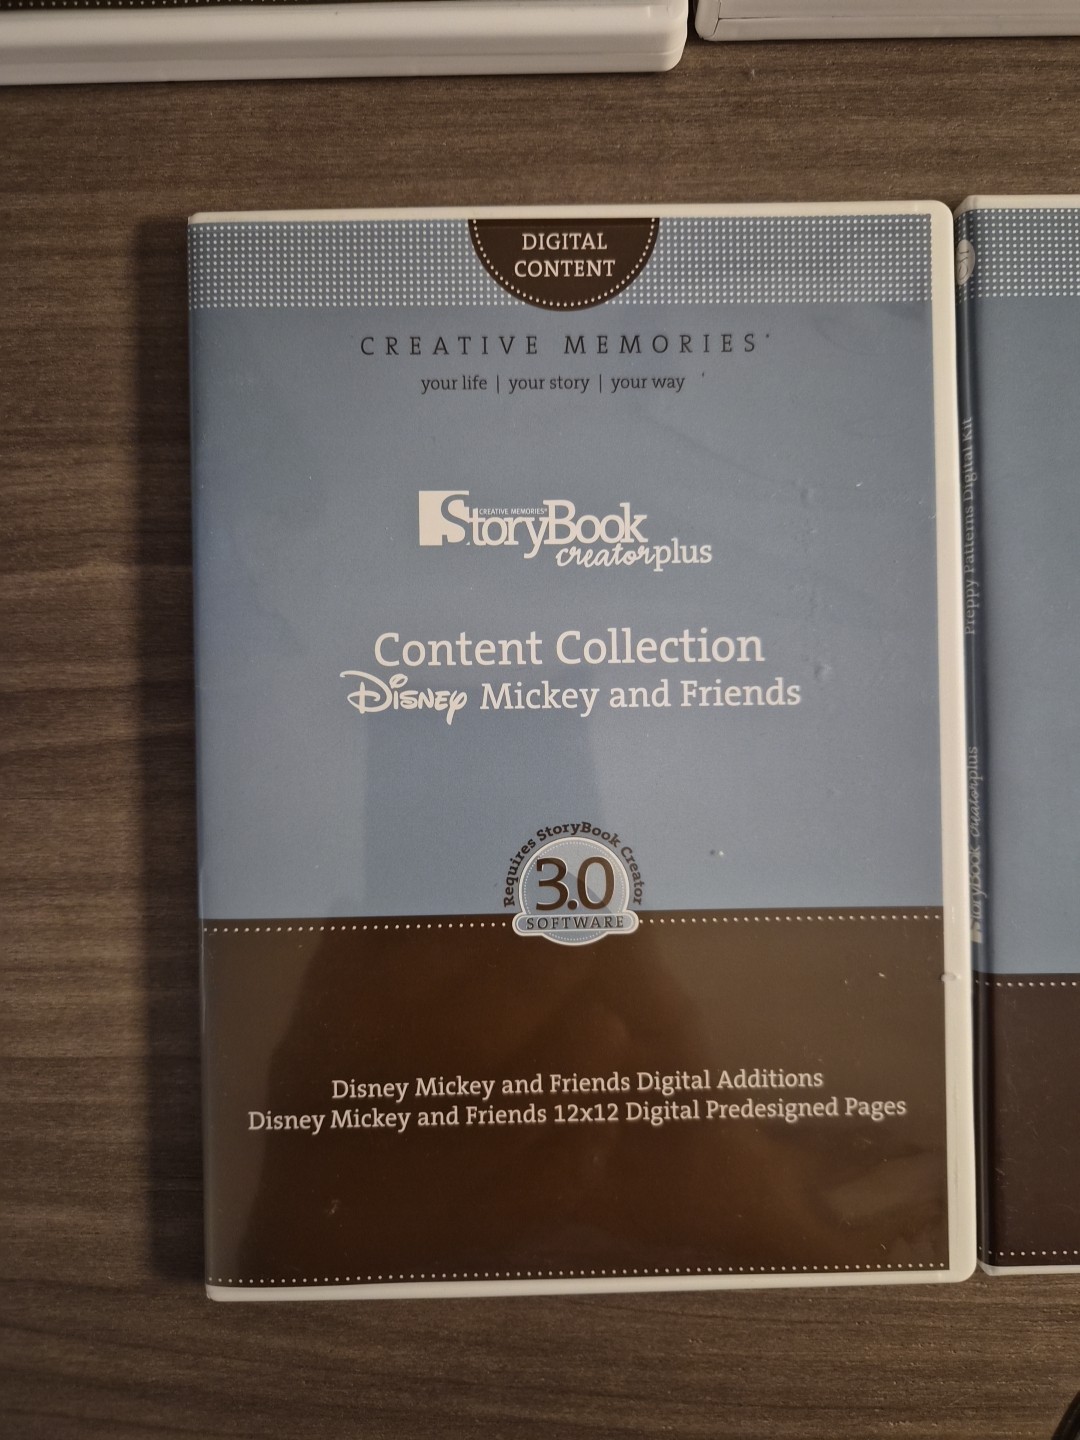 DIGITAL
CONTENT
CREATIVE MEMORIES
your life | your story | your way
CREATIVE MEMORIES
StoryBook
creatorplus
Content Collection
Disney Mickey and Friends
Requires StoryBook Creator
3.0
SOFTWARE
Disney Mickey and Friends Digital Additions
Disney Mickey and Friends 12x12 Digital Predesigned Pages
Preppy Patterns Digital Kit
StoryBook creatorplus